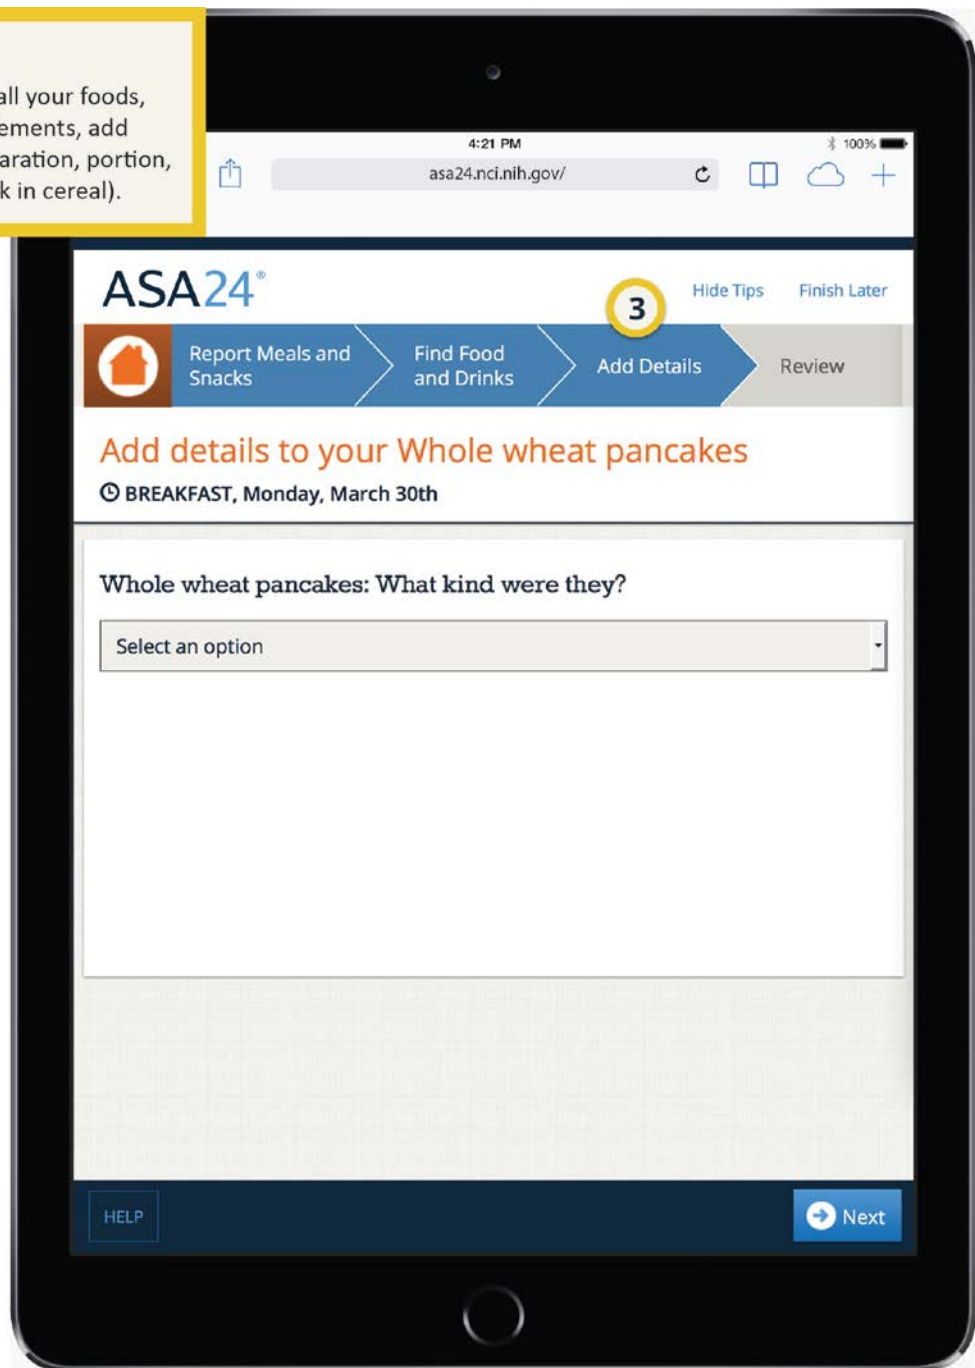 all your foods,
ements, add
aration, portion,
k in cereal).
4:21 PM
100%
asa24.nci.nih.gov/
ASA24®
3
Hide Tips
Finish Later
Report Meals and
Snacks
Find Food
and Drinks
Add Details
Review
Add details to your Whole wheat pancakes
BREAKFAST, Monday, March 30th
Whole wheat pancakes: What kind were they?
Select an option
HELP
Next